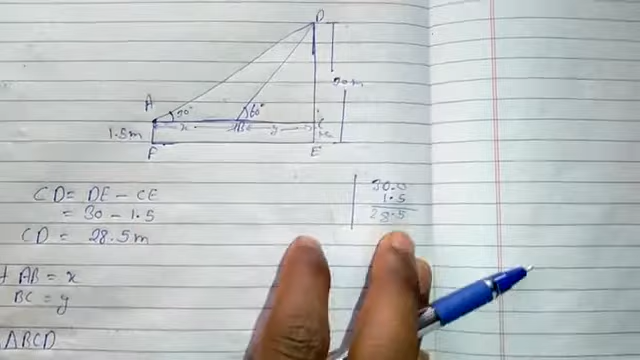 D
30m
A
30° 60°
x B y C
1.5m
F E
CD = DE - CE
= 30 - 1.5
CD = 28.5m
30.0
1.5
28.5
AB = x
BC = y
ABCD